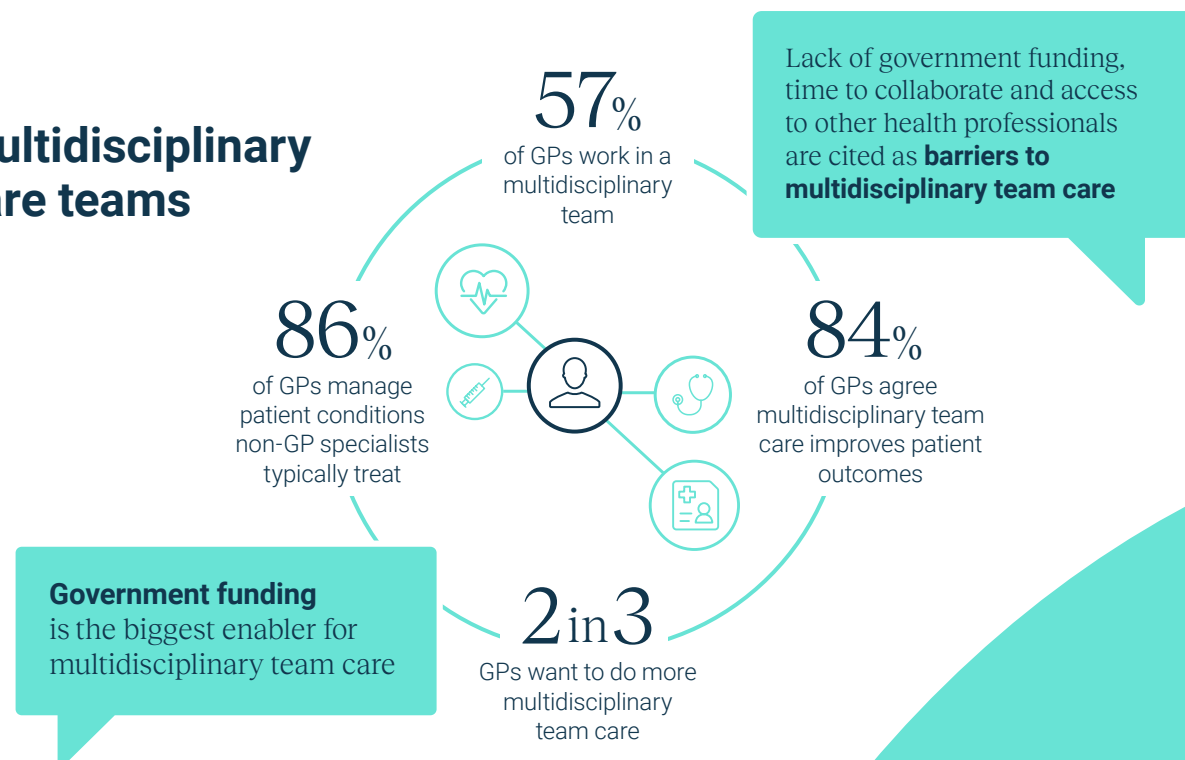 ultidisciplinary
are teams
57%
of GPs work in a
multidisciplinary
team
Lack of government funding,
time to collaborate and access
to other health professionals
are cited as barriers to
multidisciplinary team care
86%
of GPs manage
patient conditions
non-GP specialists
typically treat
84%
of GPs agree
multidisciplinary team
care improves patient
outcomes
Government funding
is the biggest enabler for
multidisciplinary team care
2in3
GPs want to do more
multidisciplinary
team care